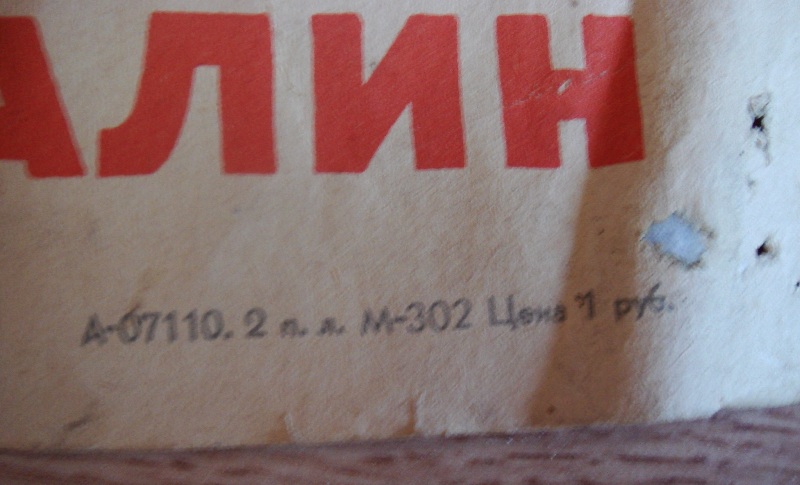 АЛИН
А-07110. 2 п. л. М-302 Цена 1 руб.